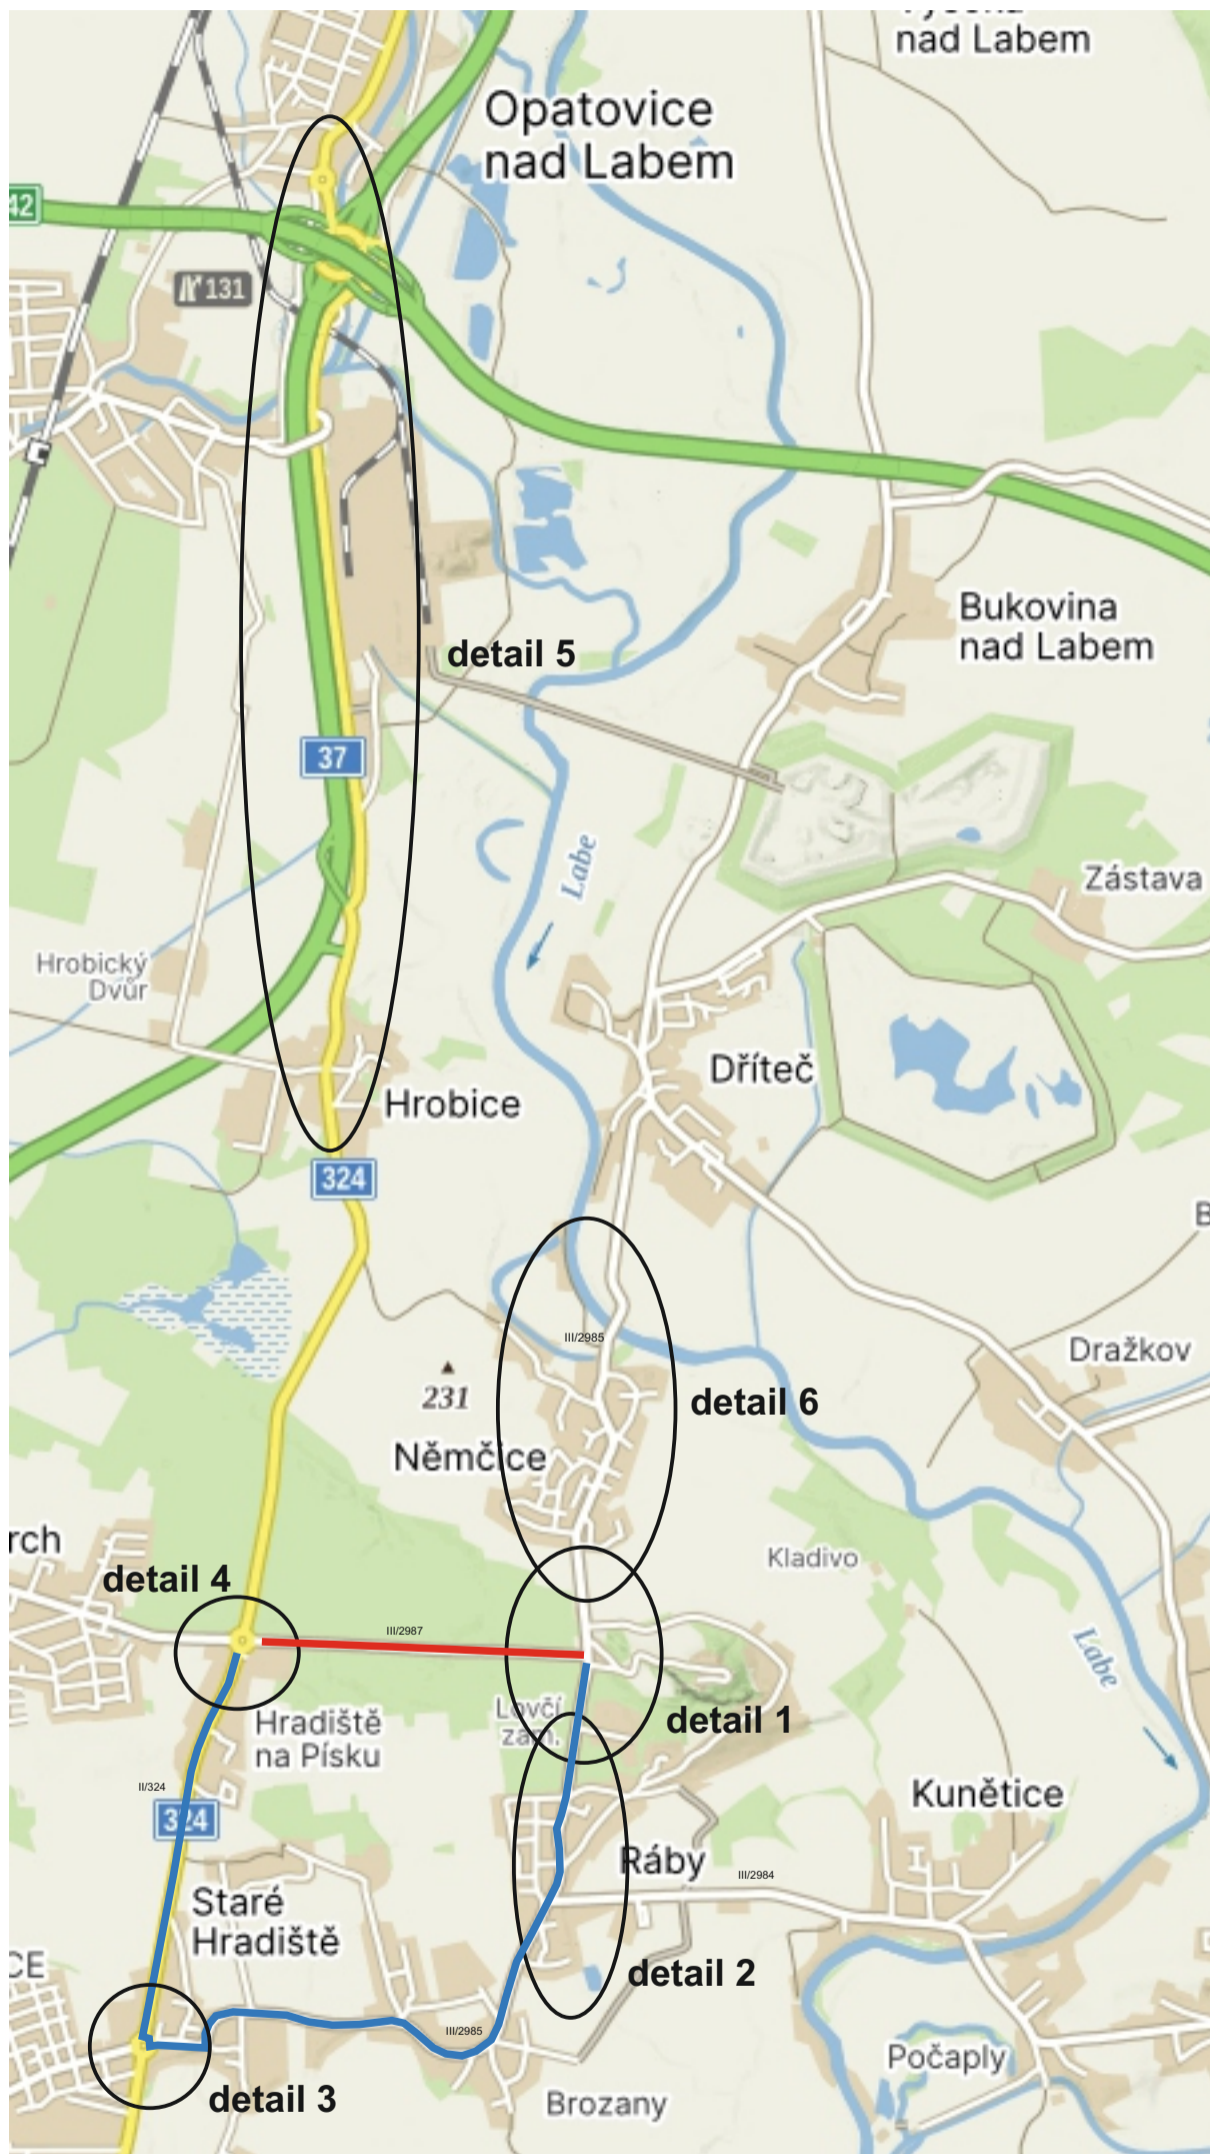 nad Labem
Opatovice
nad Labem
42
131
Bukovina
nad Labem
detail 5
37
Labe
Zástava
Hrobický
Dvůr
Dříteč
Hrobice
324
B
III/2985
Dražkov
231
detail 6
Němčice
rch
Kladivo
detail 4
III/2987
Labe
Lovčí
zám.
detail 1
Hradiště
na Písku
II/324
Kunětice
324
Ráby
III/2984
Staré
Hradiště
CE
detail 2
III/2985
Počaply
detail 3
Brozany